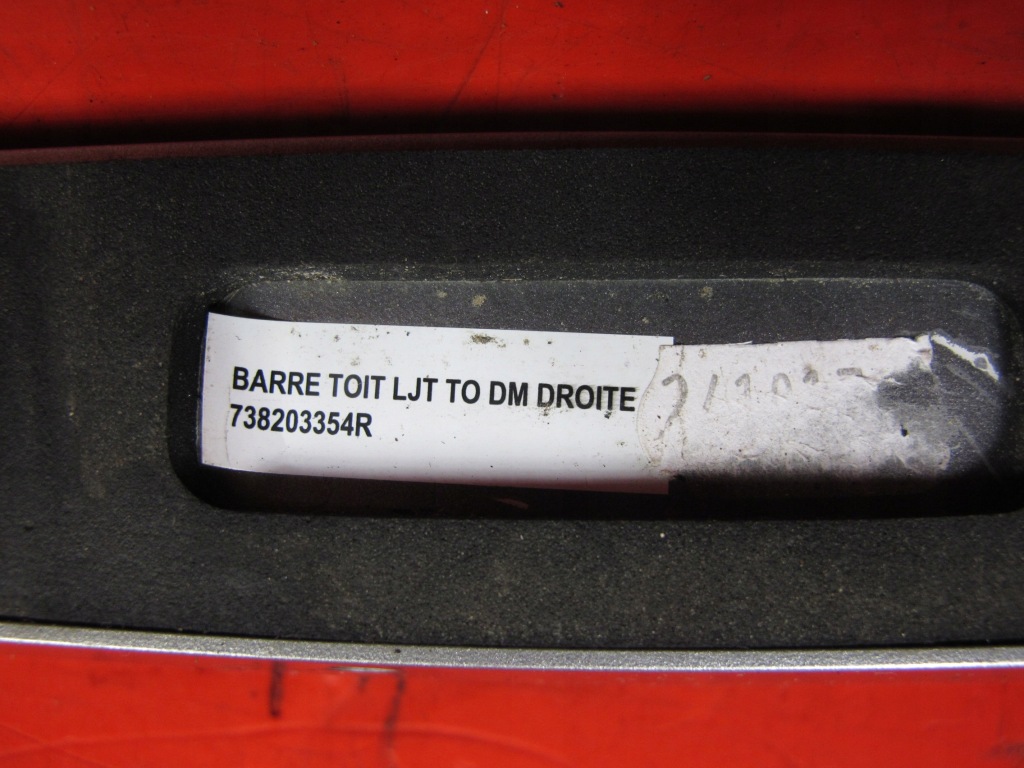 BARRE TOIT LJT TO DM DROITE
738203354R